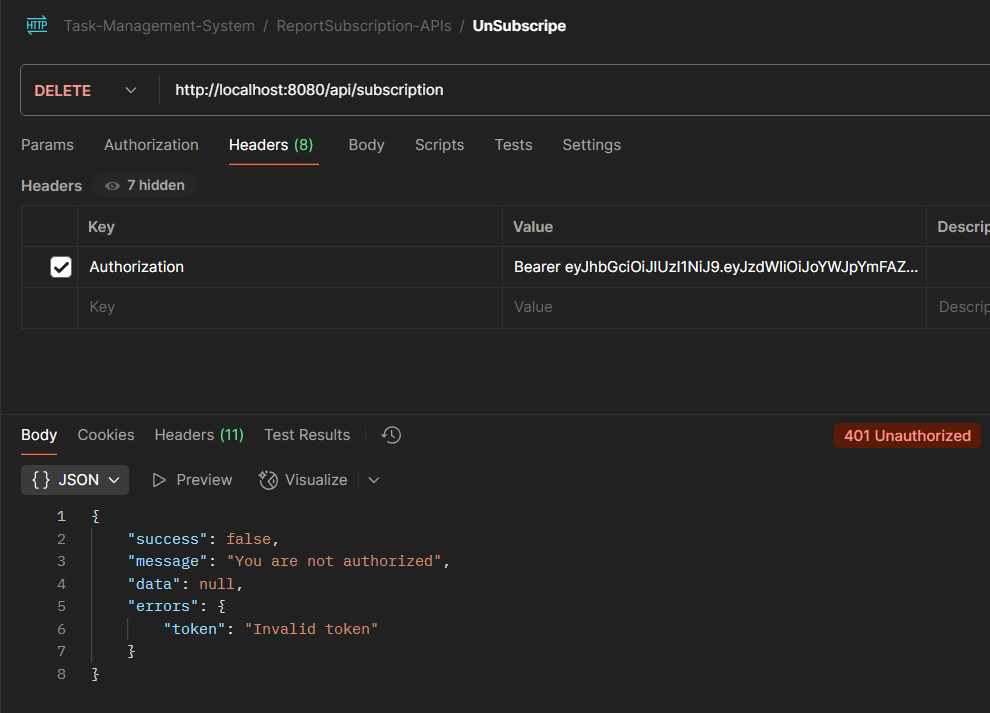 HTTP Task-Management-System / ReportSubscription-APIs / UnSubscripe
DELETE http://localhost:8080/api/subscription
Params Authorization Headers (8) Body Scripts Tests Settings
Headers 7 hidden
Key Value Descrip
Authorization Bearer eyJhbGciOiJIUzI1NiJ9.eyJzdWIiOiJoYWJpYmFAZ...
Key Value Descrip
Body Cookies Headers (11) Test Results 401 Unauthorized
{} JSON Preview Visualize
1 {
2 "success": false,
3 "message": "You are not authorized",
4 "data": null,
5 "errors": {
6 "token": "Invalid token"
7 }
8 }